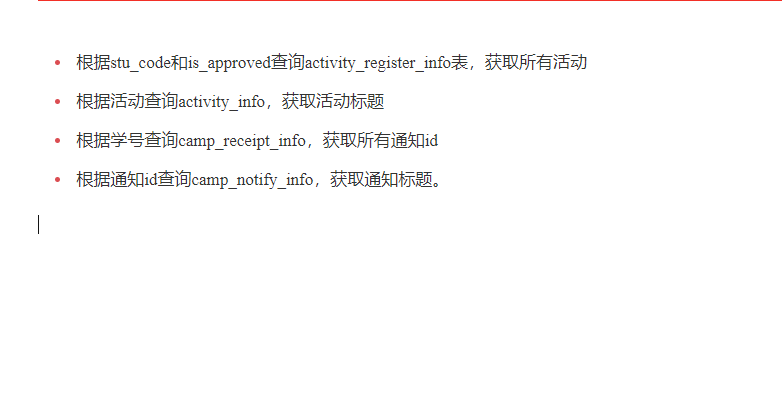 根据stu_code和is_approved查询activity_register_info表，获取所有活动
根据活动查询activity_info，获取活动标题
根据学号查询camp_receipt_info，获取所有通知id
根据通知id查询camp_notify_info，获取通知标题。